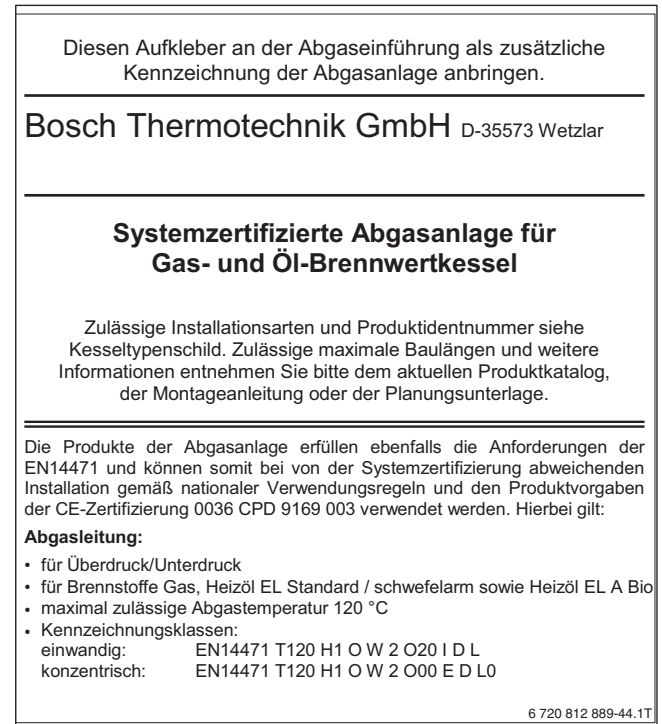 Diesen Aufkleber an der Abgaseinführung als zusätzliche
Kennzeichnung der Abgasanlage anbringen.
Bosch Thermotechnik GmbH D-35573 Wetzlar
Systemzertifizierte Abgasanlage für
Gas- und Öl-Brennwertkessel
Zulässige Installationsarten und Produktidentnummer siehe
Kesseltypenschild. Zulässige maximale Baulängen und weitere
Informationen entnehmen Sie bitte dem aktuellen Produktkatalog,
der Montageanleitung oder der Planungsunterlage.
Die Produkte der Abgasanlage erfüllen ebenfalls die Anforderungen der
EN14471 und können somit bei von der Systemzertifizierung abweichenden
Installation gemäß nationaler Verwendungsregeln und den Produktvorgaben
der CE-Zertifizierung 0036 CPD 9169 003 verwendet werden. Hierbei gilt:
Abgasleitung:
• für Überdruck/Unterdruck
• für Brennstoffe Gas, Heizöl EL Standard / schwefelarm sowie Heizöl EL A Bio
• maximal zulässige Abgastemperatur 120 °C
• Kennzeichnungsklassen:
einwandig: EN14471 T120 H1 O W 2 O20 I D L
konzentrisch: EN14471 T120 H1 O W 2 O00 E D L0
6 720 812 889-44.1T